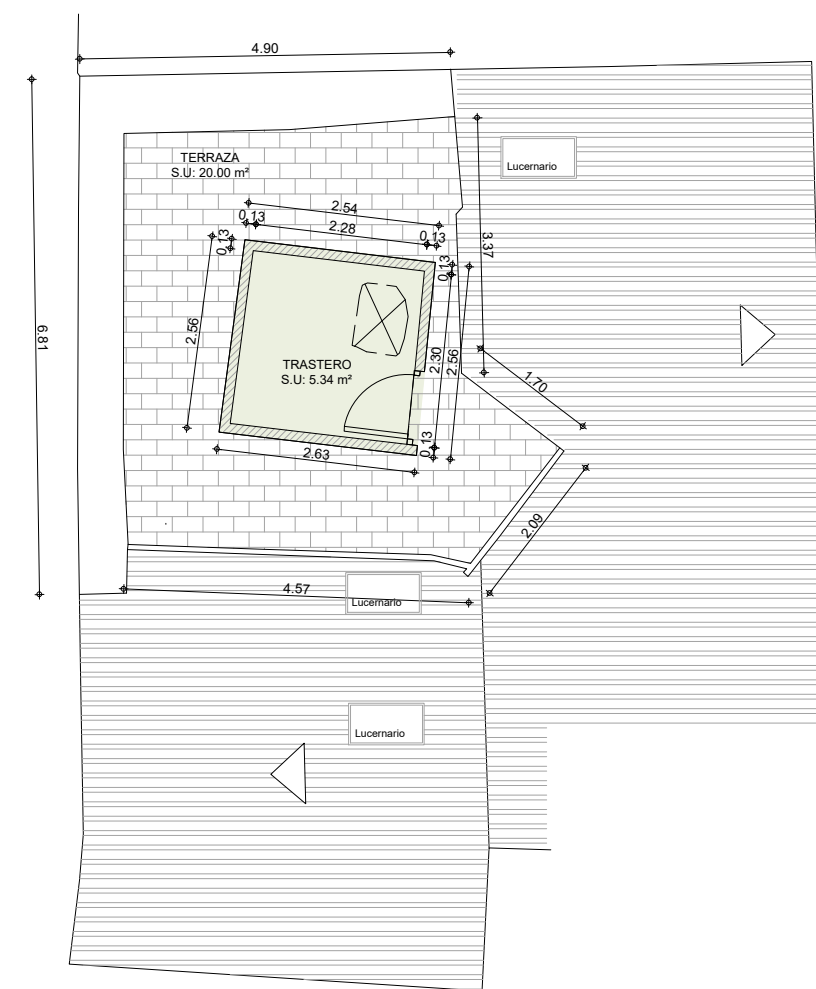 4.90
TERRAZA
S.U: 20.00 m²
Lucernario
2.54
0.13
2.28
0.13
0.13
0.13
3.37
6.81
2.56
2.30
2.56
TRASTERO
S.U: 5.34 m²
1.70
0.13
2.63
2.09
4.57
Lucernario
Lucernario